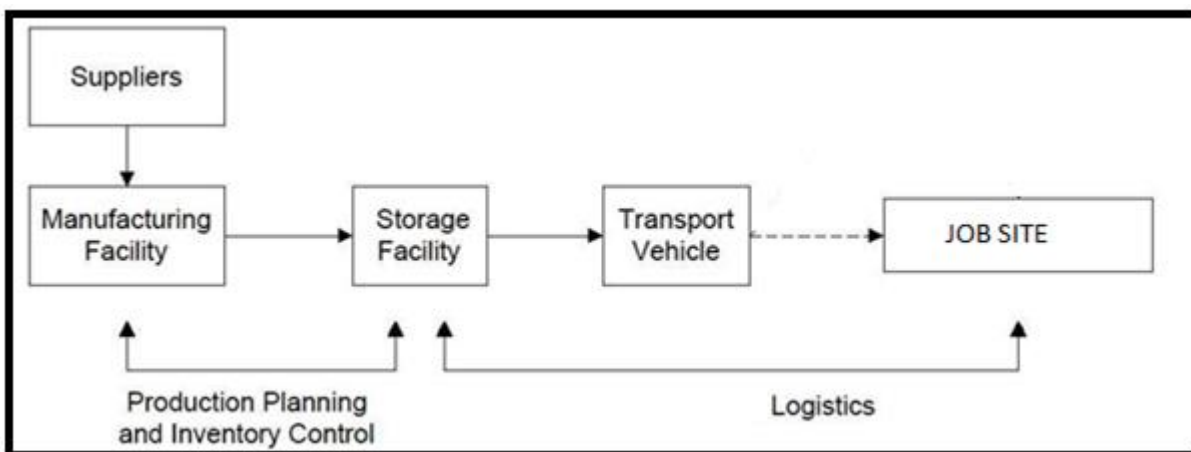 Suppliers
Manufacturing
Facility
Storage
Facility
Transport
Vehicle
JOB SITE
Production Planning
and Inventory Control
Logistics